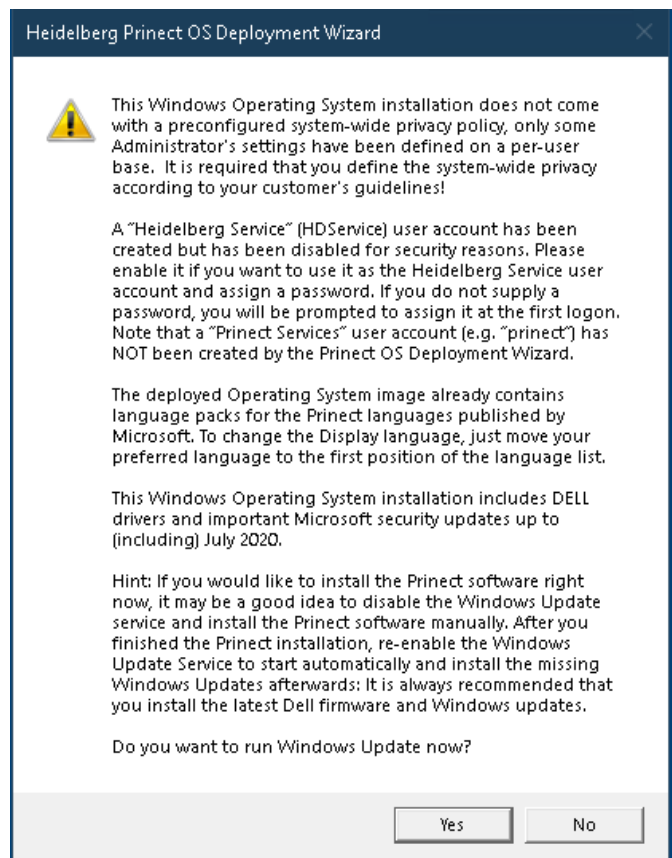 Heidelberg Prinect OS Deployment Wizard
This Windows Operating System installation does not come
with a preconfigured system-wide privacy policy, only some
Administrator's settings have been defined on a per-user
base.  It is required that you define the system-wide privacy
according to your customer's guidelines!
A "Heidelberg Service" (HDService) user account has been
created but has been disabled for security reasons. Please
enable it if you want to use it as the Heidelberg Service user
account and assign a password. If you do not supply a
password, you will be prompted to assign it at the first logon.
Note that a "Prinect Services" user account (e.g. "prinect") has
NOT been created by the Prinect OS Deployment Wizard.
The deployed Operating System image already contains
language packs for the Prinect languages published by
Microsoft. To change the Display language, just move your
preferred language to the first position of the language list.
This Windows Operating System installation includes DELL
drivers and important Microsoft security updates up to
(including) July 2020.
Hint: If you would like to install the Prinect software right
now, it may be a good idea to disable the Windows Update
service and install the Prinect software manually. After you
finished the Prinect installation, re-enable the Windows
Update Service to start automatically and install the missing
Windows Updates afterwards: It is always recommended that
you install the latest Dell firmware and Windows updates.
Do you want to run Windows Update now?
Yes
No